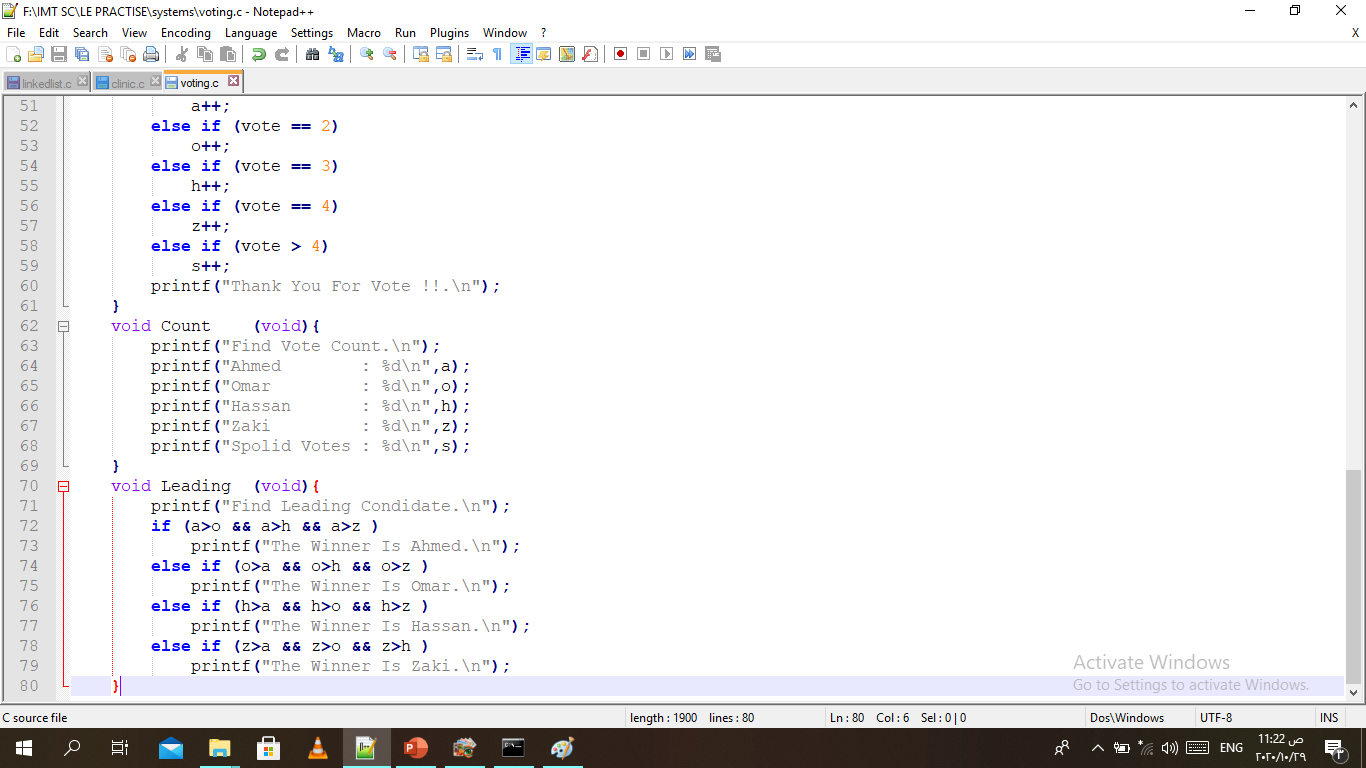 F:\IMT SC\LE PRACTISE\systems\voting.c - Notepad++
File Edit Search View Encoding Language Settings Macro Run Plugins Window ? X
linkedlist.c clinic.c voting.c
51 a++;
52 else if (vote == 2)
53 o++;
54 else if (vote == 3)
55 h++;
56 else if (vote == 4)
57 z++;
58 else if (vote > 4)
59 s++;
60 printf("Thank You For Vote !!.\n");
61 }
62 void Count (void){
63 printf("Find Vote Count.\n");
64 printf("Ahmed : %d\n",a);
65 printf("Omar : %d\n",o);
66 printf("Hassan : %d\n",h);
67 printf("Zaki : %d\n",z);
68 printf("Spolid Votes : %d\n",s);
69 }
70 void Leading (void){
71 printf("Find Leading Condidate.\n");
72 if (a>o && a>h && a>z )
73 printf("The Winner Is Ahmed.\n");
74 else if (o>a && o>h && o>z )
75 printf("The Winner Is Omar.\n");
76 else if (h>a && h>o && h>z )
77 printf("The Winner Is Hassan.\n");
78 else if (z>a && z>o && z>h )
79 printf("The Winner Is Zaki.\n");
80 }
Activate Windows
Go to Settings to activate Windows.
C source file length : 1900 lines : 80 Ln : 80 Col : 6 Sel : 0 | 0 Dos\Windows UTF-8 INS
ENG 11:22 ص
٢٠٢٠/١٠/٢٩
٣